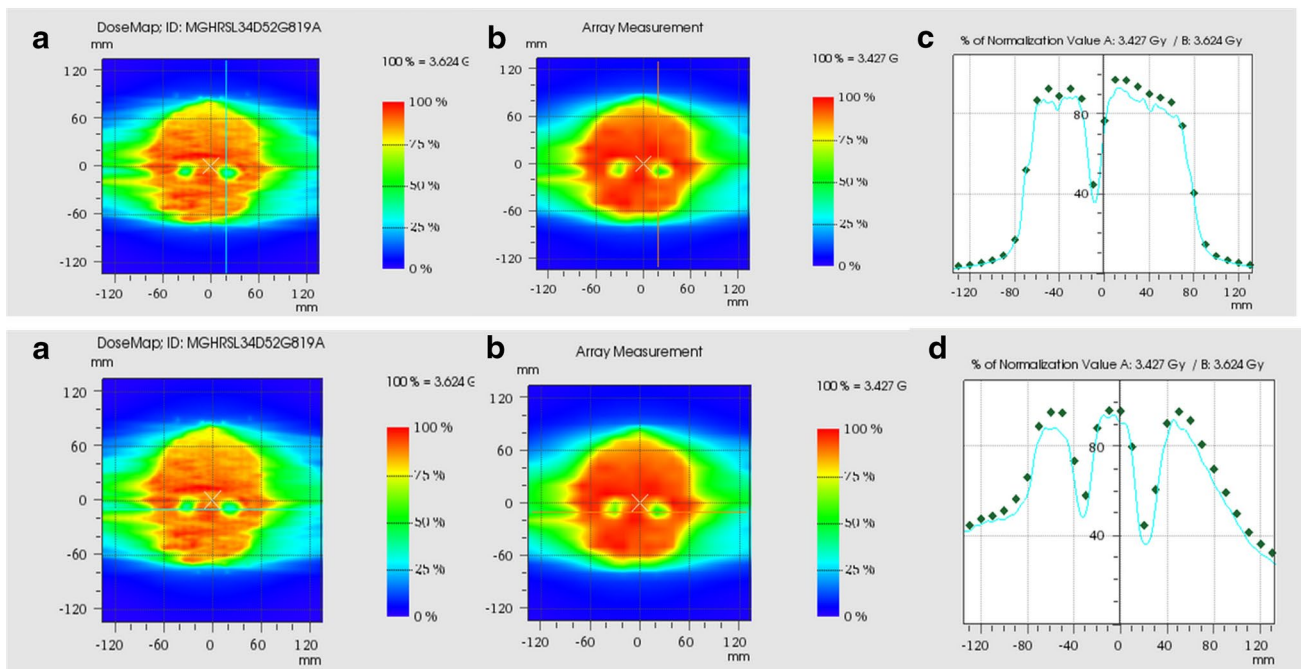 a
DoseMap; ID: MGHRSL34D52G819A
mm
100 % = 3.624 G
120
60
0
-60
-120
-120 -60 0 60 120
mm
100 %
75 %
50 %
25 %
0 %
b
Array Measurement
mm
100 % = 3.427 G
120
60
0
-60
-120
-120 -60 0 60 120
mm
100 %
75 %
50 %
25 %
0 %
c
% of Normalization Value A: 3.427 Gy / B: 3.624 Gy
80
40
-120 -80 -40 0 40 80 120
mm
a
DoseMap; ID: MGHRSL34D52G819A
mm
100 % = 3.624 G
120
60
0
-60
-120
-120 -60 0 60 120
mm
100 %
75 %
50 %
25 %
0 %
b
Array Measurement
mm
100 % = 3.427 G
120
60
0
-60
-120
-120 -60 0 60 120
mm
100 %
75 %
50 %
25 %
0 %
d
% of Normalization Value A: 3.427 Gy / B: 3.624 Gy
80
40
-120 -80 -40 0 40 80 120
mm